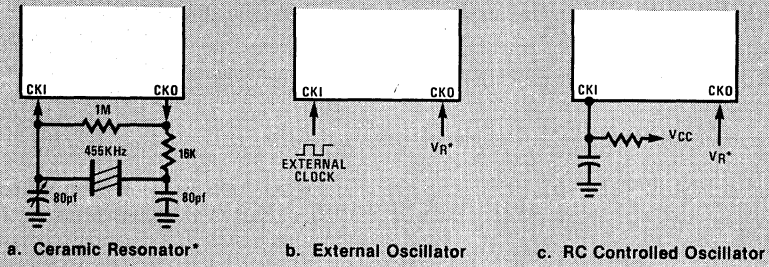 CKI CKO
1M
455KHz
16K
80pf 80pf
a. Ceramic Resonator*
CKI CKO
EXTERNAL
CLOCK
VR*
b. External Oscillator
CKI CKO
VCC
VR*
c. RC Controlled Oscillator